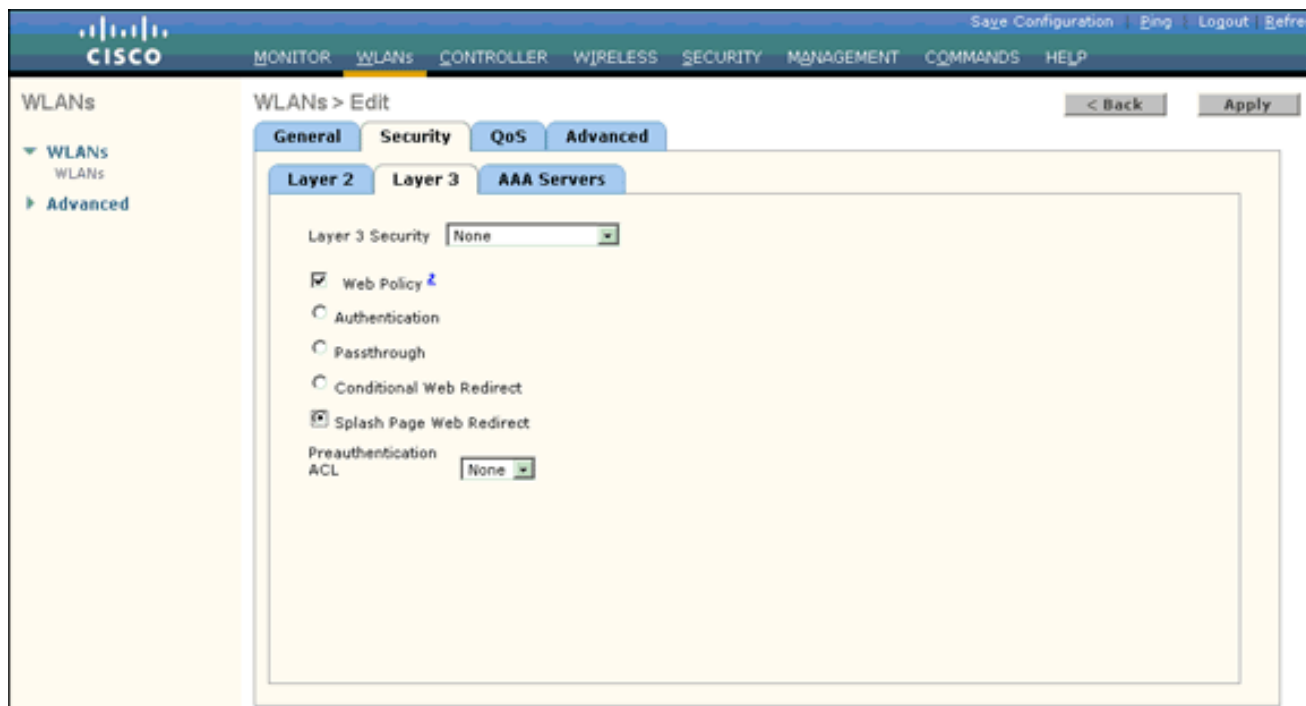 Save Configuration | Ping | Logout | Refre
CISCO
MONITOR WLANs CONTROLLER WIRELESS SECURITY MANAGEMENT COMMANDS HELP
WLANs
WLANs
WLANs
Advanced
WLANs > Edit
< Back
Apply
General Security QoS Advanced
Layer 2 Layer 3 AAA Servers
Layer 3 Security None
Web Policy 2
Authentication
Passthrough
Conditional Web Redirect
Splash Page Web Redirect
Preauthentication
ACL None